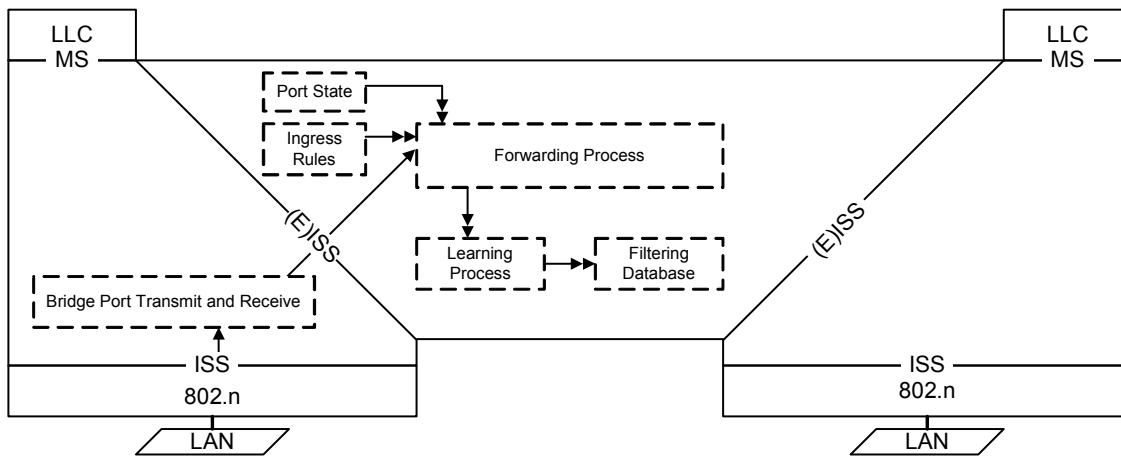 LLC
MS
LLC
MS
Port State
Ingress
Rules
Forwarding Process
(E)ISS
(E)ISS
Learning
Process
Filtering
Database
Bridge Port Transmit and Receive
ISS
802.n
ISS
802.n
LAN
LAN